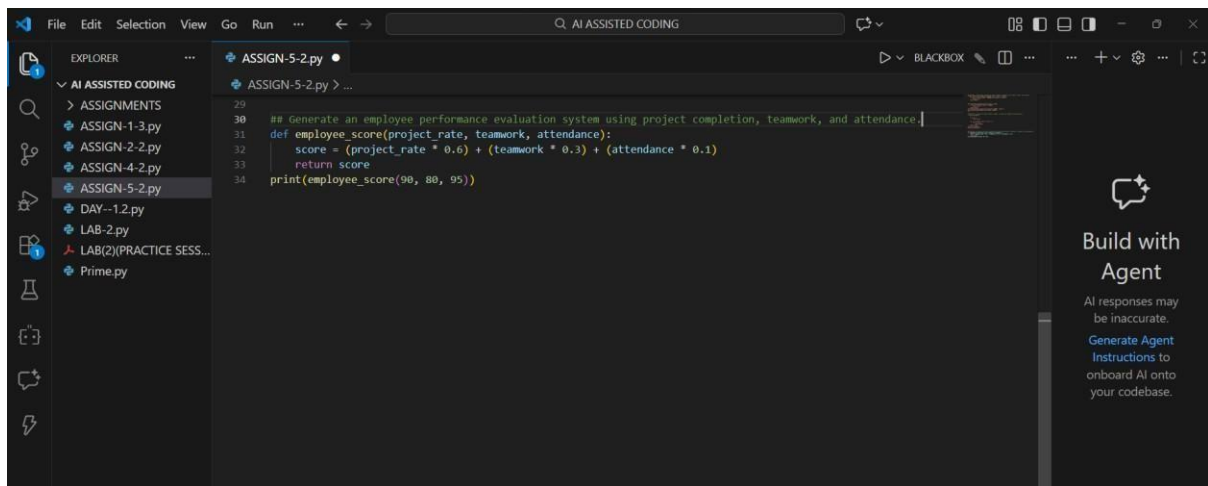 File Edit Selection View Go Run ··· AI ASSISTED CODING
EXPLORER ···
AI ASSISTED CODING
ASSIGNMENTS
ASSIGN-1-3.py
ASSIGN-2-2.py
ASSIGN-4-2.py
ASSIGN-5-2.py
DAY--1.2.py
LAB-2.py
LAB(2)(PRACTICE SESS...
Prime.py
1
1
ASSIGN-5-2.py
BLACKBOX ···
ASSIGN-5-2.py > ...
29
30 ## Generate an employee performance evaluation system using project completion, teamwork, and attendance.
31 def employee_score(project_rate, teamwork, attendance):
32 score = (project_rate * 0.6) + (teamwork * 0.3) + (attendance * 0.1)
33 return score
34 print(employee_score(90, 80, 95))
Build with
Agent
AI responses may
be inaccurate.
Generate Agent
Instructions to
onboard AI onto
your codebase.